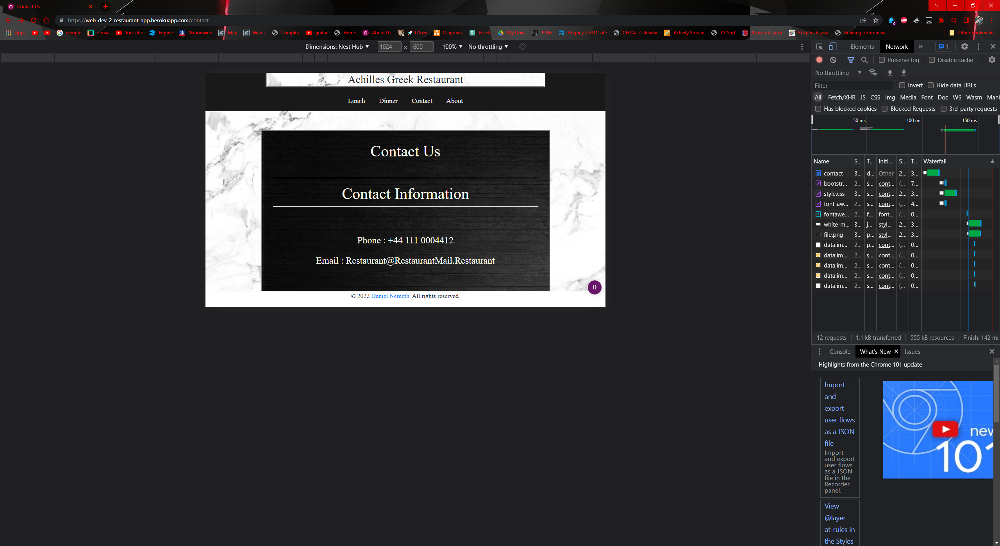 Contact Us
https://web-dev-2-restaurant-app.herokuapp.com/contact
0 ABP
Apps Google Zenva YouTube Engine Nationwide Map Wares Complex guitar Home About Us b1nzy Diagrams Pexels My Drive PING Roguey's X3TC site CELCAT Calendar Activity Stream YT Sort Akasztófa játék Közpénzhajsza Building a Forum wi... Other bookmarks
Dimensions: Nest Hub ▼ 1024 × 600 100% ▼ No throttling ▼
Achilles Greek Restaurant
Lunch Dinner Contact About
Contact Us
Contact Information
Phone : +44 111 0004412
Email : Restaurant@RestaurantMail.Restaurant
0
© 2022 Daniel Nemeth. All rights reserved.
Elements Network 1
Preserve log Disable cache
No throttling
Filter Invert Hide data URLs
All Fetch/XHR JS CSS Img Media Font Doc WS Wasm Mani
Has blocked cookies Blocked Requests 3rd-party requests
50 ms 100 ms 150 ms
Name S.. T.. Initi... S.. T.. Waterfall
contact 3... d... Other 2... 3...
bootstr... 2... s... cont... (... 7...
style.css 3... s... cont... 2... 3...
font-aw... 2... s... cont... (... 4...
fontawe... 2... f... font... (... 0...
white-m... 3... j... styl... 2... 3...
file.png 3... p... styl... 2... 3...
data:im... 2... p... cont... (... 0...
data:im... 2... s... cont... (... 0...
data:im... 2... s... cont... (... 0...
data:im... 2... s... cont... (... 0...
data:im... 2... s... cont... (... 0...
12 requests 1.1 kB transferred 555 kB resources Finish: 142 ms
Console What's New Issues
Highlights from the Chrome 101 update
Import
and
export
user flows
as a JSON
file
Import
and export
user flows
as a JSON
file in the
Recorder
panel.
new
101
View
@layer
at-rules in
the Styles